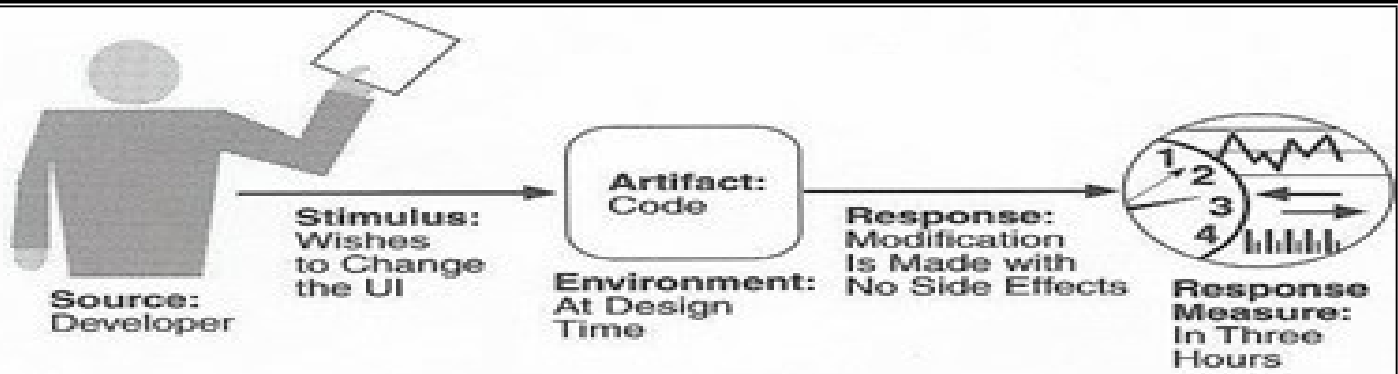 Source:
Developer
Stimulus:
Wishes
to Change
the UI
Artifact:
Code
Environment:
At Design
Time
Response:
Modification
Is Made with
No Side Effects
1
2
3
4
Response
Measure:
In Three
Hours